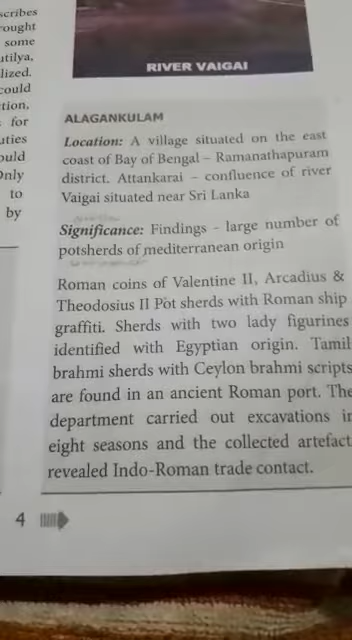 scribes
rought
some
utilya,
lized.
could
ction,
for
uties
ould
Only
to
by
RIVER VAIGAI
ALAGANKULAM
Location: A village situated on the east
coast of Bay of Bengal – Ramanathapuram
district. Attankarai – confluence of river
Vaigai situated near Sri Lanka
Significance: Findings - large number of
potsherds of mediterranean origin
Roman coins of Valentine II, Arcadius &
Theodosius II Pot sherds with Roman ship
graffiti. Sherds with two lady figurines
identified with Egyptian origin. Tamil
brahmi sherds with Ceylon brahmi scripts
are found in an ancient Roman port. The
department carried out excavations in
eight seasons and the collected artefact
revealed Indo-Roman trade contact.
4